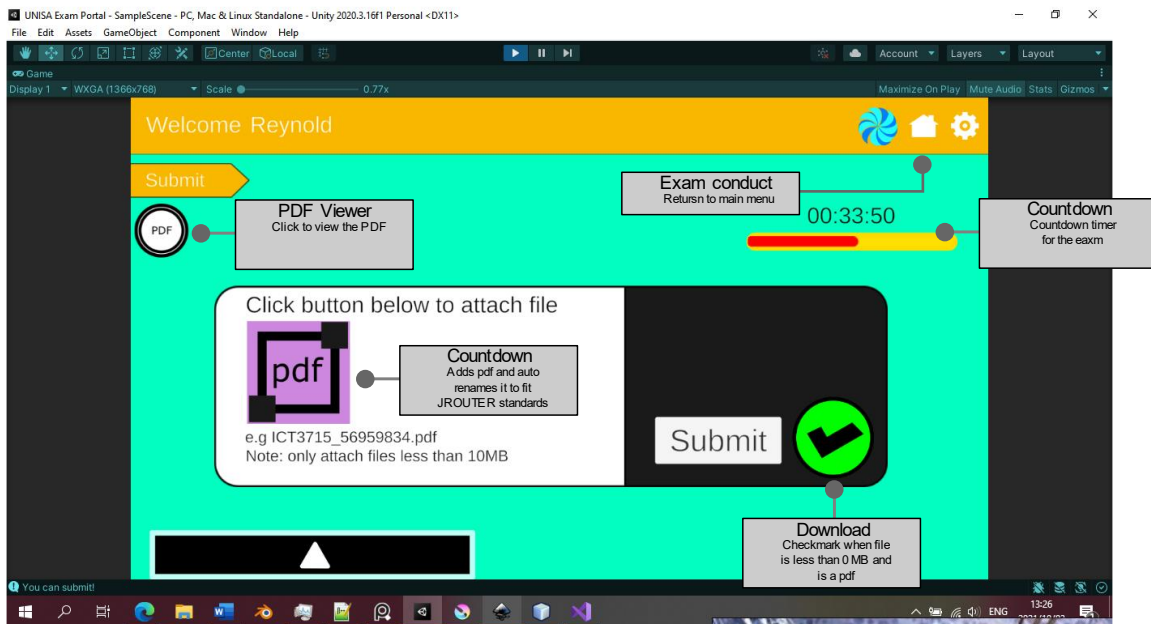 UNISA Exam Portal - SampleScene - PC, Mac & Linux Standalone - Unity 2020.3.16f1 Personal <DX11>
File Edit Assets GameObject Component Window Help
Center Local
Account Layers Layout
Game
Display 1 WXGA (1366x768) Scale 0.77x Maximize On Play Mute Audio Stats Gizmos
Welcome Reynold
Submit
PDF
PDF Viewer
Click to view the PDF
Exam conduct
Retursn to main menu
00:33:50
Countdown
Countdown timer
for the eaxm
Click button below to attach file
pdf
Countdown
Adds pdf and auto
renames it to fit
JROUTER standards
e.g ICT3715_56959834.pdf
Note: only attach files less than 10MB
Submit
Download
Checkmark when file
is less than 0 MB and
is a pdf
You can submit!
ENG
13:26